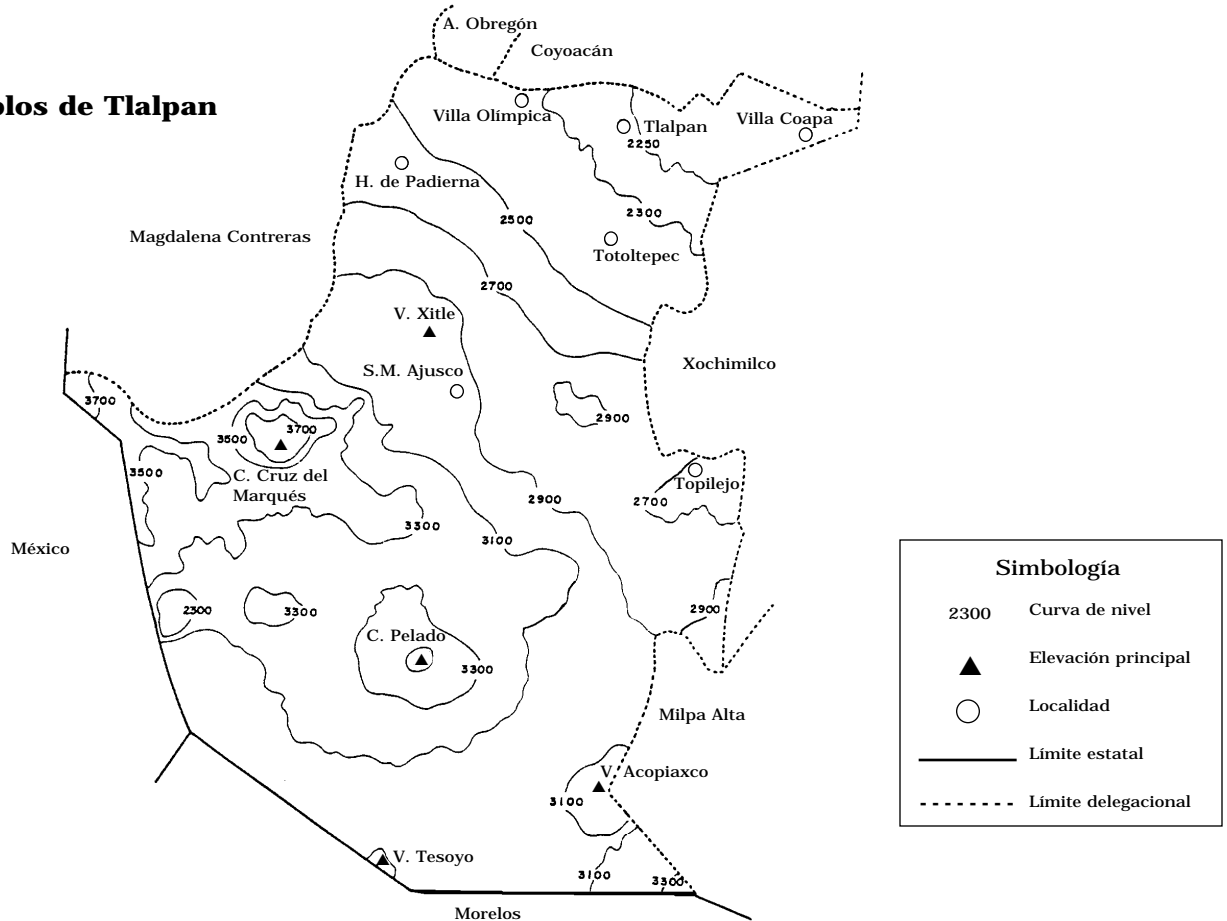 A. Obregón
Coyoacán
blos de Tlalpan
Villa Olímpica
Tlalpan
Villa Coapa
2250
H. de Padierna
2300
2500
Magdalena Contreras
Totoltepec
2700
V. Xitle
Xochimilco
S.M. Ajusco
3700
2900
3500
3700
3500
C. Cruz del
Marqués
Topilejo
2700
2900
3300
3100
México
2300
3300
2900
C. Pelado
3300
Milpa Alta
V. Acopiaxco
3100
V. Tesoyo
3100
3300
Morelos
Simbología
2300 Curva de nivel
Elevación principal
Localidad
Límite estatal
Límite delegacional